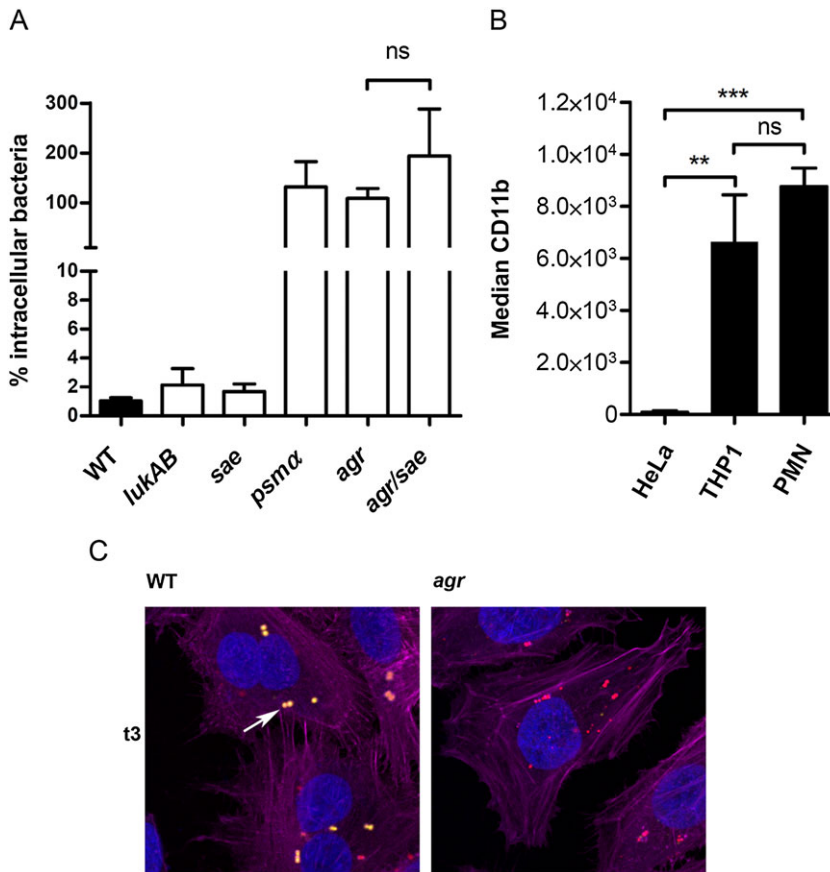 A
ns
% intracellular bacteria
300
200
100
10
8
6
4
2
0
WT
lukAB
sae
psmα
agr
agr/sae
B
Median CD11b
1.2×10⁴
1.0×10⁴
8.0×10³
6.0×10³
4.0×10³
2.0×10³
0
***
ns
**
HeLa
THP1
PMN
C
WT
agr
t3